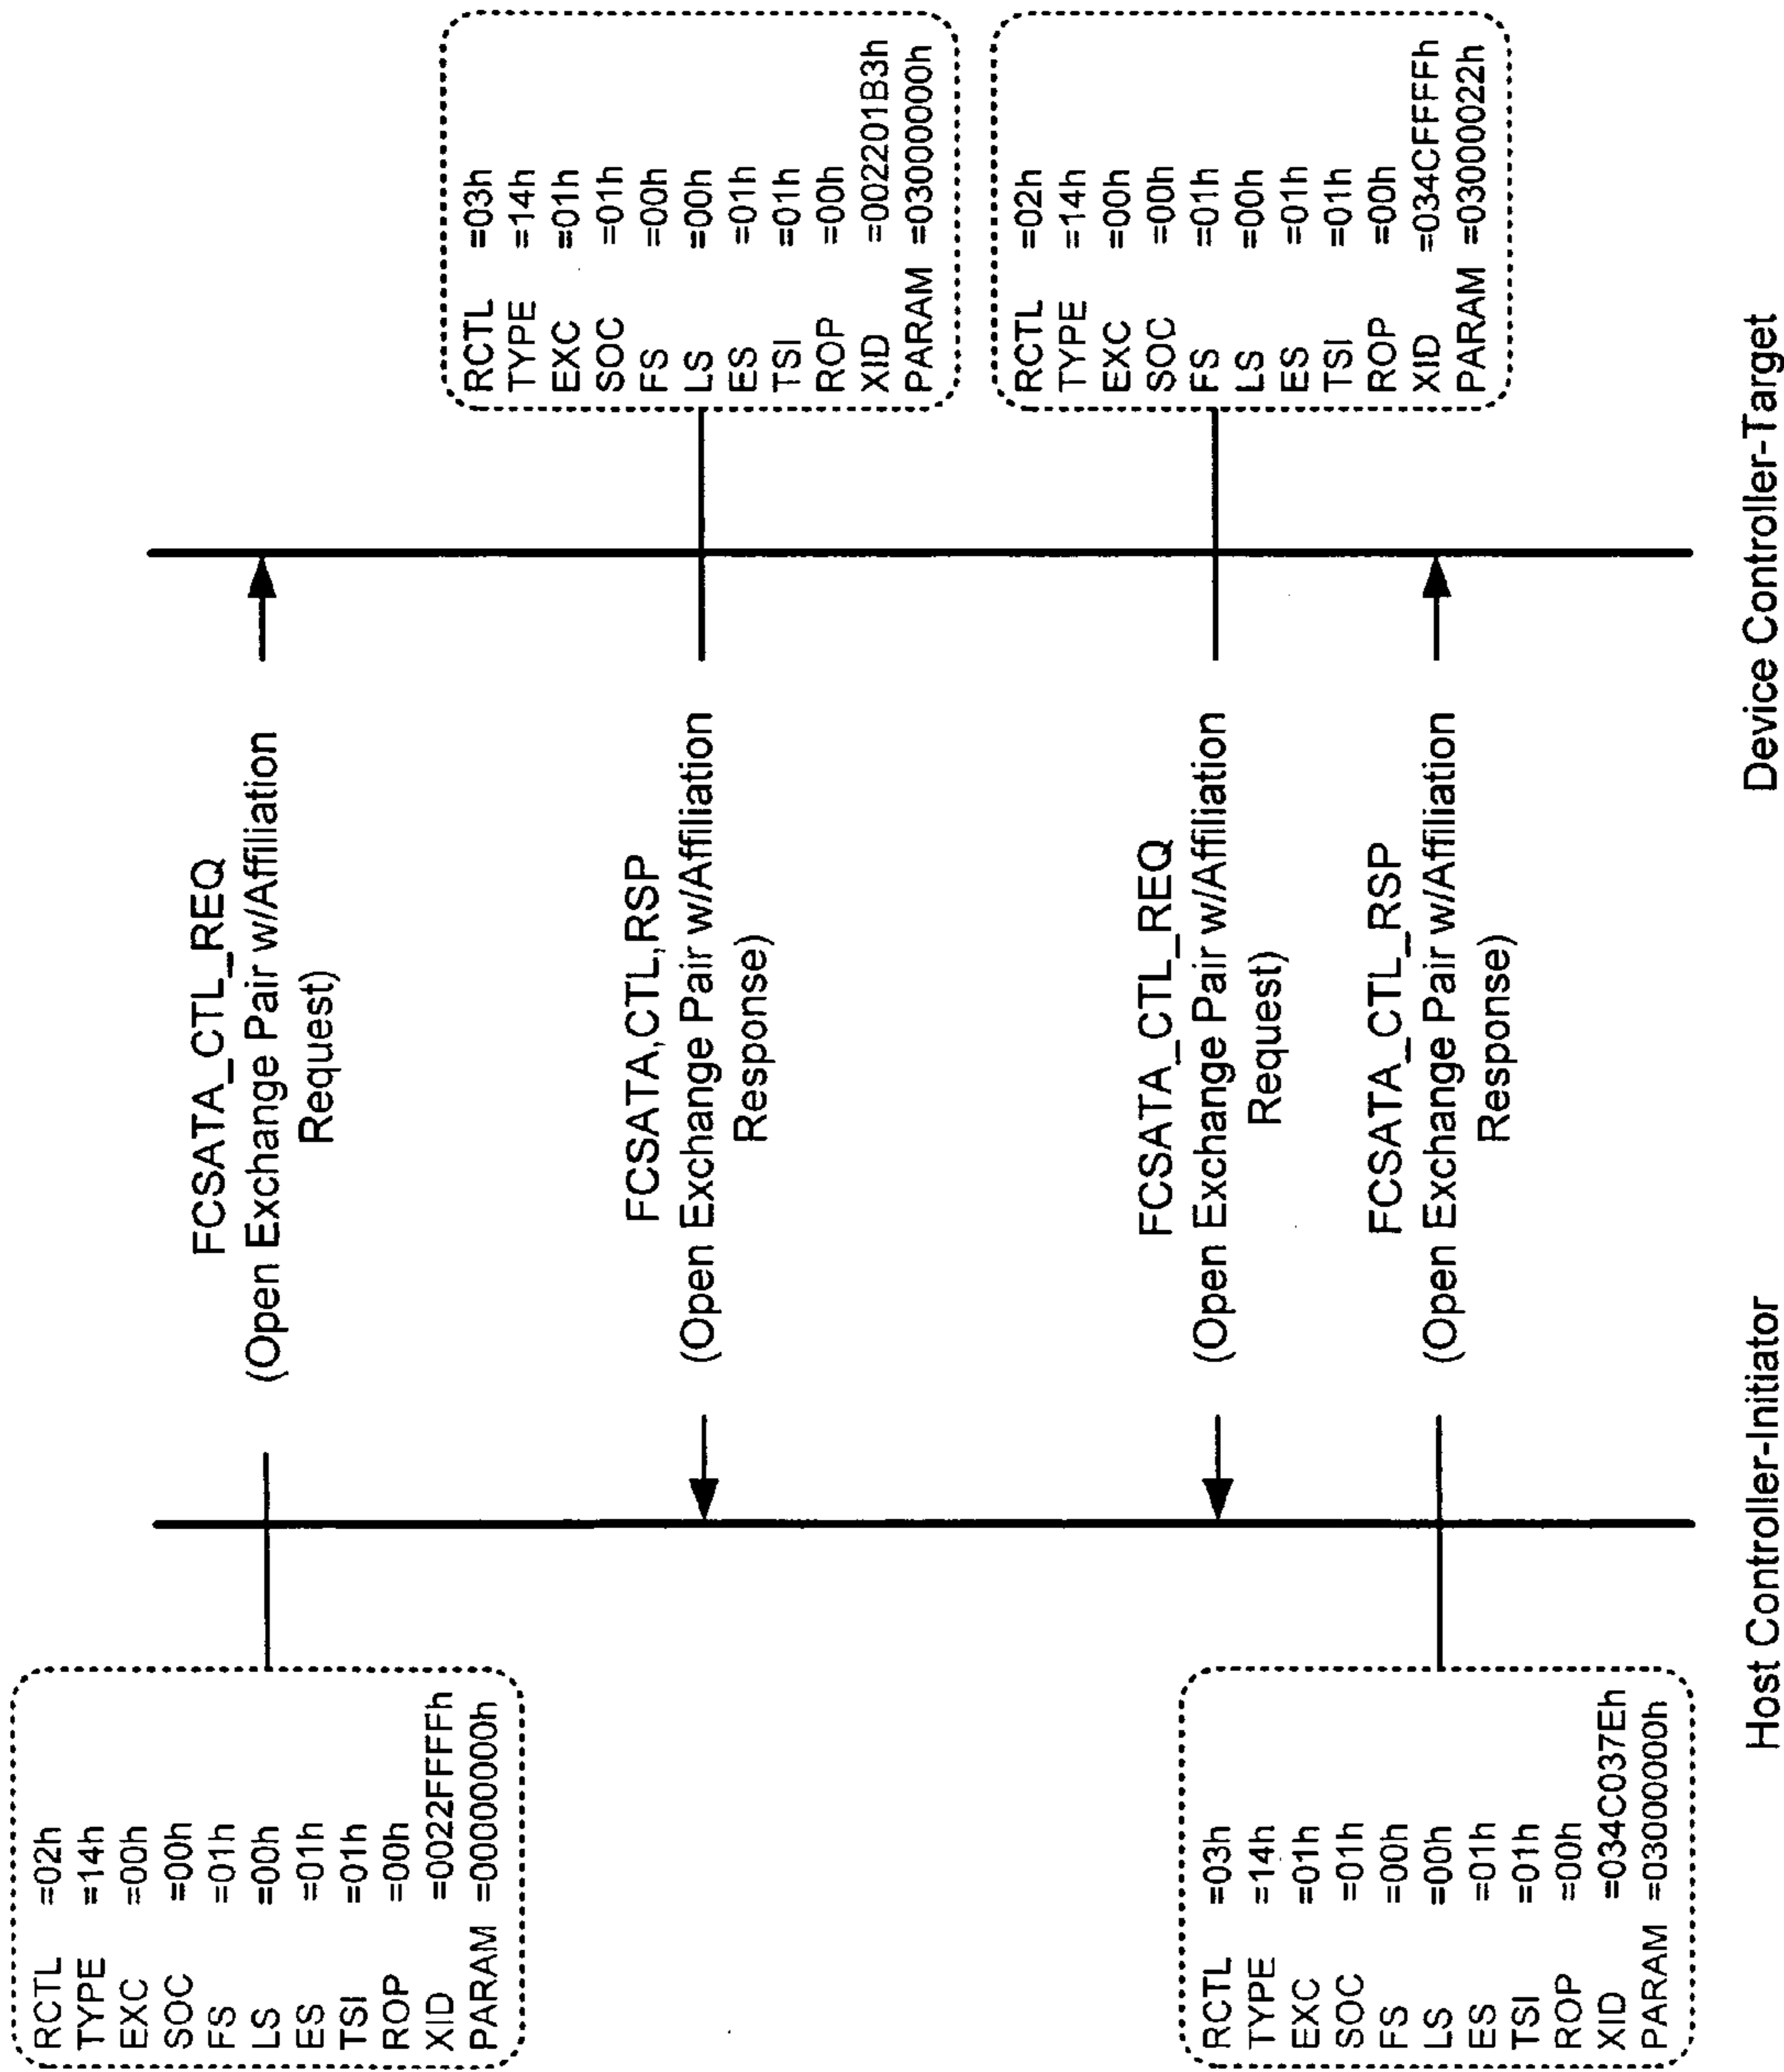 RCTL =02h
TYPE =14h
EXC =00h
SOC =00h
FS =01h
LS =00h
ES =01h
TSI =01h
ROP =00h
XID =0022FFFFh
PARAM =00000000h
FCSATA_CTL_REQ
(Open Exchange Pair w/Affiliation
Request)
FCSATA,CTL,RSP
(Open Exchange Pair w/Affiliation
Response)
RCTL =03h
TYPE =14h
EXC =01h
SOC =01h
FS =00h
LS =00h
ES =01h
TSI =01h
ROP =00h
XID =002201B3h
PARAM =03000000h
FCSATA_CTL_REQ
(Open Exchange Pair w/Affiliation
Request)
RCTL =02h
TYPE =14h
EXC =00h
SOC =00h
FS =01h
LS =00h
ES =01h
TSI =01h
ROP =00h
XID =034CFFFFh
PARAM =03000022h
RCTL =03h
TYPE =14h
EXC =01h
SOC =01h
FS =00h
LS =00h
ES =01h
TSI =01h
ROP =00h
XID =034C037Eh
PARAM =03000000h
FCSATA_CTL_RSP
(Open Exchange Pair w/Affiliation
Response)
Host Controller-Initiator
Device Controller-Target